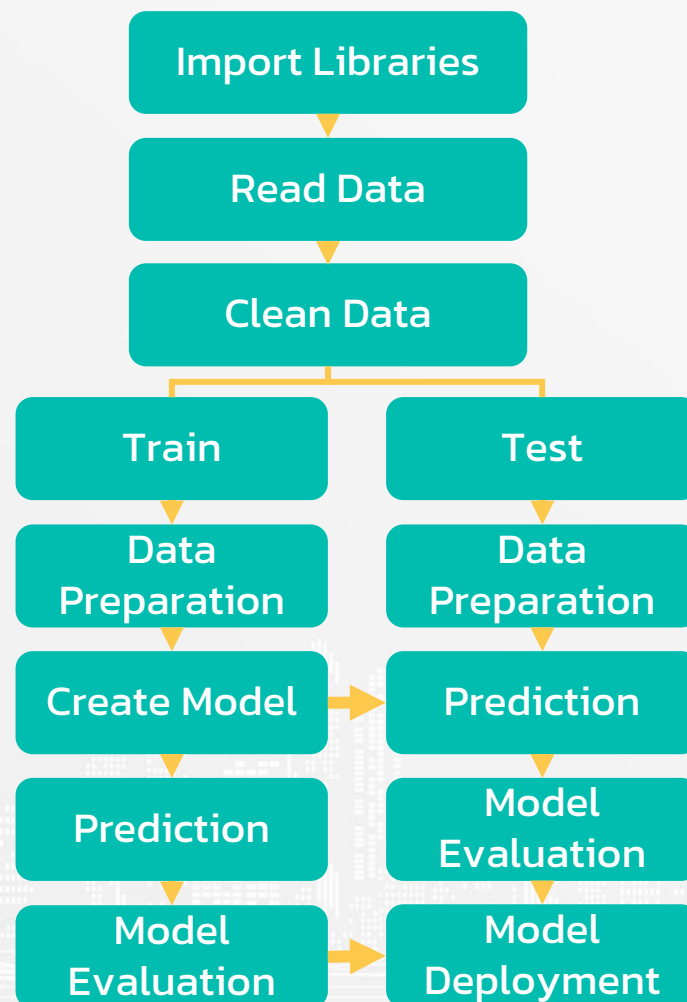 Import Libraries
Read Data
Clean Data
Train
Test
Data
Preparation
Data
Preparation
Create Model
Prediction
Prediction
Model
Evaluation
Model
Evaluation
Model
Deployment